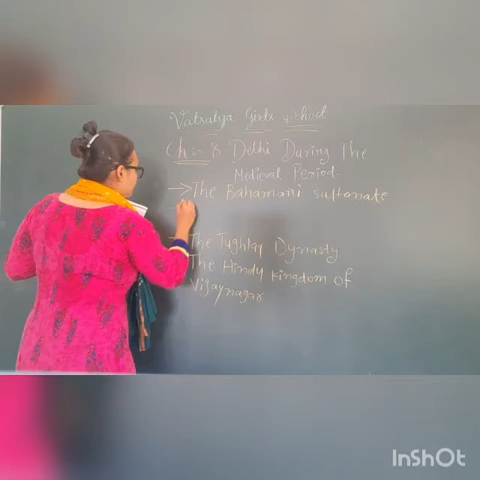 Vatsalya Girls School
Ch :- 8 Delhi During The
Medieval Period
→ The Bahamani sultanate
The Tughlaq Dynasty
The Hindu kingdom of
Vijaynagar
InShOt